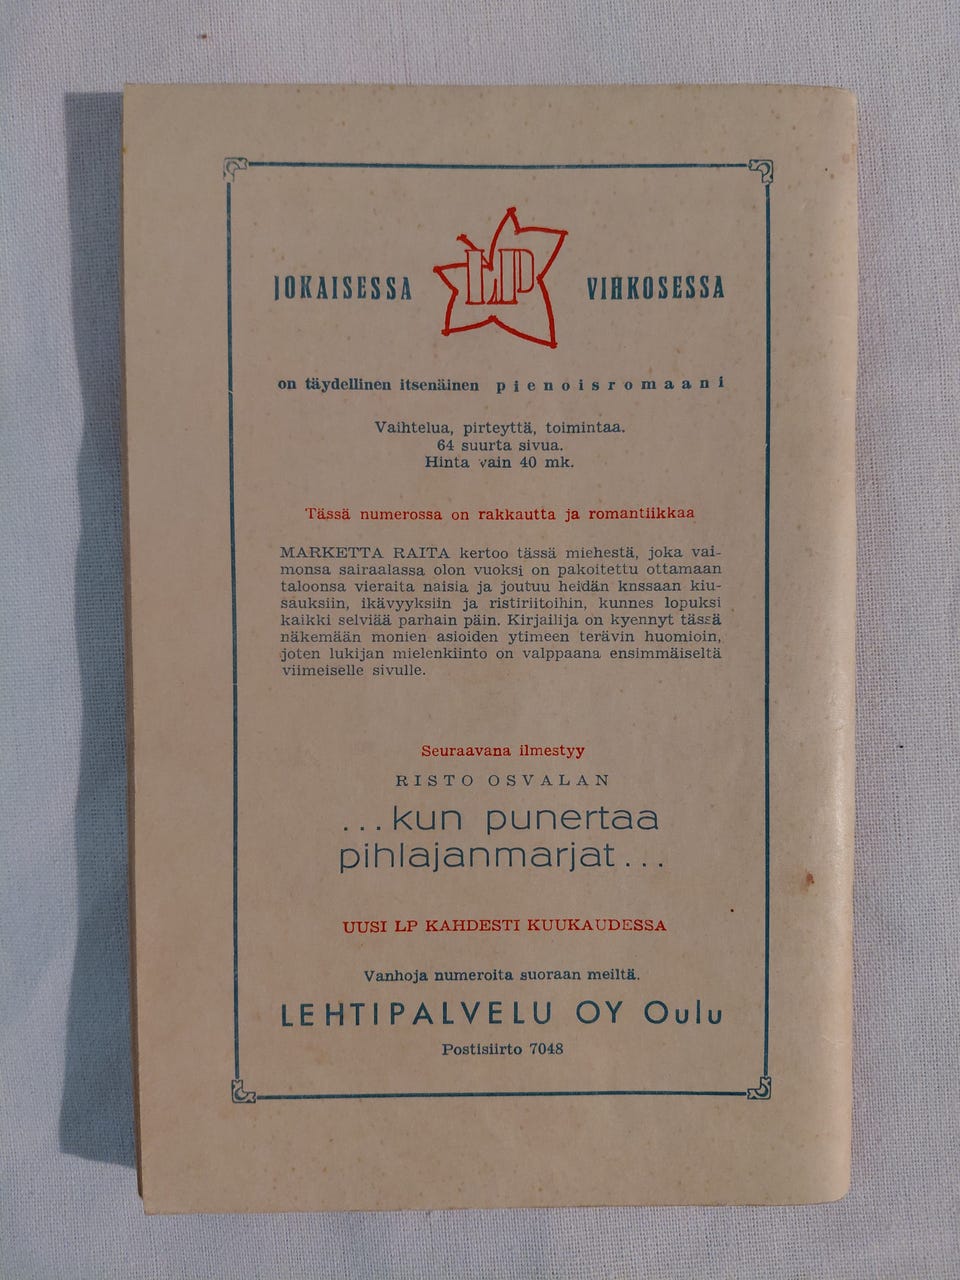 JOKAISESSA LP VIHKOSESSA
on täydellinen itsenäinen pienoisromaani
Vaihtelua, pirteyttä, toimintaa.
64 suurta sivua.
Hinta vain 40 mk.
Tässä numerossa on rakkautta ja romantiikkaa
MARKETTA RAITA kertoo tässä miehestä, joka vai-
monsa sairaalassa olon vuoksi on pakoitettu ottamaan
taloonsa vieraita naisia ja joutuu heidän knssaan kiu-
sauksiin, ikävyyksiin ja ristiriitoihin, kunnes lopuksi
kaikki selviää parhain päin. Kirjailija on kyennyt tässä
näkemään monien asioiden ytimeen terävin huomioin,
joten lukijan mielenkiinto on valppaana ensimmäiseltä
viimeiselle sivulle.
Seuraavana ilmestyy
RISTO OSVALAN
...kun punertaa
pihlajanmarjat...
UUSI LP KAHDESTI KUUKAUDESSA
Vanhoja numeroita suoraan meiltä.
LEHTIPALVELU OY Oulu
Postisiirto 7048